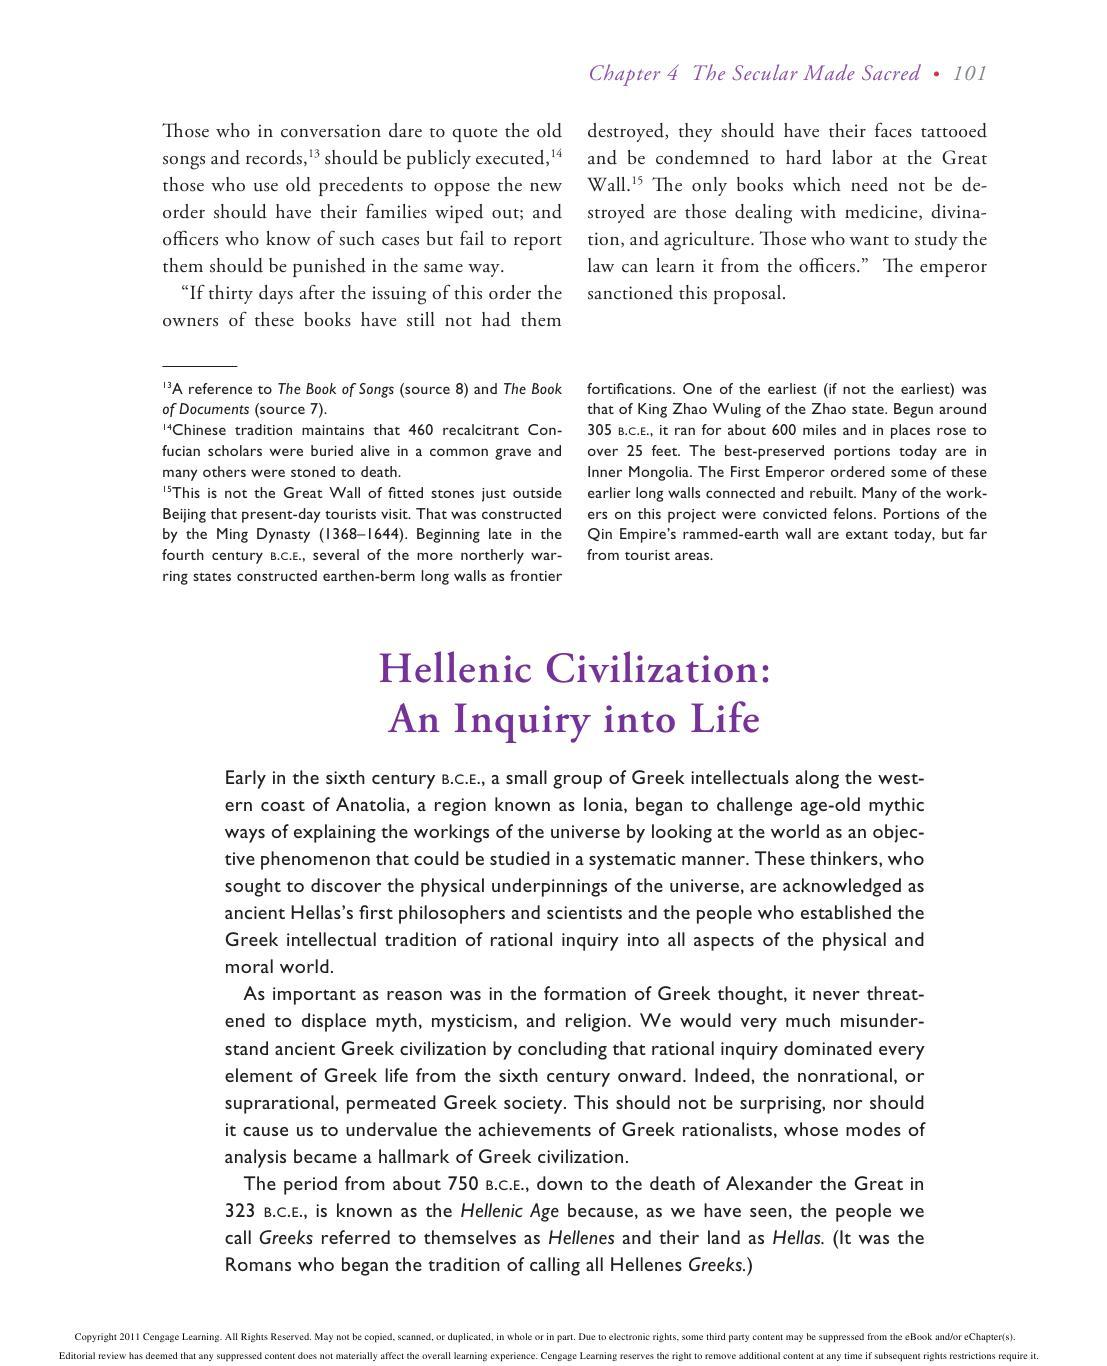 Chapter 4 The Secular Made Sacred • 101
Those who in conversation dare to quote the old
songs and records,13 should be publicly executed,14
those who use old precedents to oppose the new
order should have their families wiped out; and
officers who know of such cases but fail to report
them should be punished in the same way.
“If thirty days after the issuing of this order the
owners of these books have still not had them
destroyed, they should have their faces tattooed
and be condemned to hard labor at the Great
Wall.15 The only books which need not be de-
stroyed are those dealing with medicine, divina-
tion, and agriculture. Those who want to study the
law can learn it from the officers.” The emperor
sanctioned this proposal.
13A reference to The Book of Songs (source 8) and The Book
of Documents (source 7).
14Chinese tradition maintains that 460 recalcitrant Con-
fucian scholars were buried alive in a common grave and
many others were stoned to death.
15This is not the Great Wall of fitted stones just outside
Beijing that present-day tourists visit. That was constructed
by the Ming Dynasty (1368–1644). Beginning late in the
fourth century B.C.E., several of the more northerly war-
ring states constructed earthen-berm long walls as frontier
fortifications. One of the earliest (if not the earliest) was
that of King Zhao Wuling of the Zhao state. Begun around
305 B.C.E., it ran for about 600 miles and in places rose to
over 25 feet. The best-preserved portions today are in
Inner Mongolia. The First Emperor ordered some of these
earlier long walls connected and rebuilt. Many of the work-
ers on this project were convicted felons. Portions of the
Qin Empire’s rammed-earth wall are extant today, but far
from tourist areas.
Hellenic Civilization:
An Inquiry into Life
Early in the sixth century B.C.E., a small group of Greek intellectuals along the west-
ern coast of Anatolia, a region known as Ionia, began to challenge age-old mythic
ways of explaining the workings of the universe by looking at the world as an objec-
tive phenomenon that could be studied in a systematic manner. These thinkers, who
sought to discover the physical underpinnings of the universe, are acknowledged as
ancient Hellas’s first philosophers and scientists and the people who established the
Greek intellectual tradition of rational inquiry into all aspects of the physical and
moral world.
As important as reason was in the formation of Greek thought, it never threat-
ened to displace myth, mysticism, and religion. We would very much misunder-
stand ancient Greek civilization by concluding that rational inquiry dominated every
element of Greek life from the sixth century onward. Indeed, the nonrational, or
suprarational, permeated Greek society. This should not be surprising, nor should
it cause us to undervalue the achievements of Greek rationalists, whose modes of
analysis became a hallmark of Greek civilization.
The period from about 750 B.C.E., down to the death of Alexander the Great in
323 B.C.E., is known as the Hellenic Age because, as we have seen, the people we
call Greeks referred to themselves as Hellenes and their land as Hellas. (It was the
Romans who began the tradition of calling all Hellenes Greeks.)
Copyright 2011 Cengage Learning. All Rights Reserved. May not be copied, scanned, or duplicated, in whole or in part. Due to electronic rights, some third party content may be suppressed from the eBook and/or eChapter(s).
Editorial review has deemed that any suppressed content does not materially affect the overall learning experience. Cengage Learning reserves the right to remove additional content at any time if subsequent rights restrictions require it.